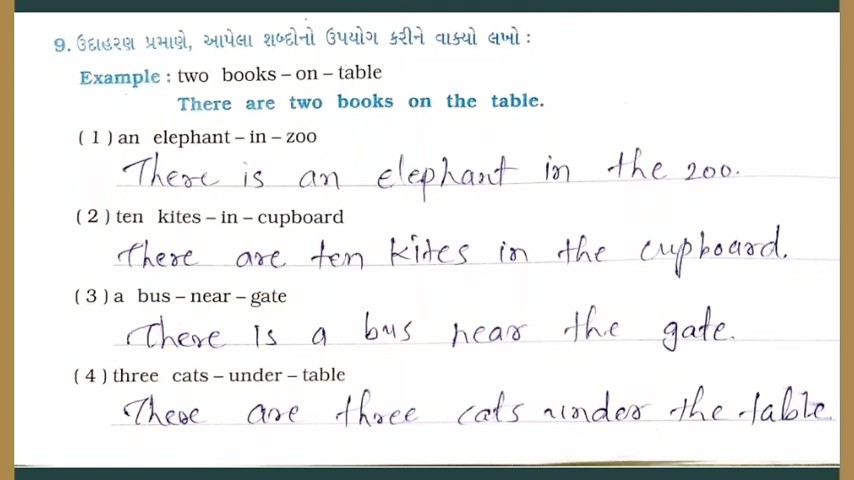 9. ઉદાહરણ પ્રમાણે, આપેલા શબ્દોનો ઉપયોગ કરીને વાક્યો લખો :
Example : two books – on – table
There are two books on the table.
( 1 ) an elephant – in – zoo
There is an elephant in the zoo.
( 2 ) ten kites – in – cupboard
There are ten kites in the cupboard.
( 3 ) a bus – near – gate
There is a bus near the gate.
( 4 ) three cats – under – table
There are three cats under the table